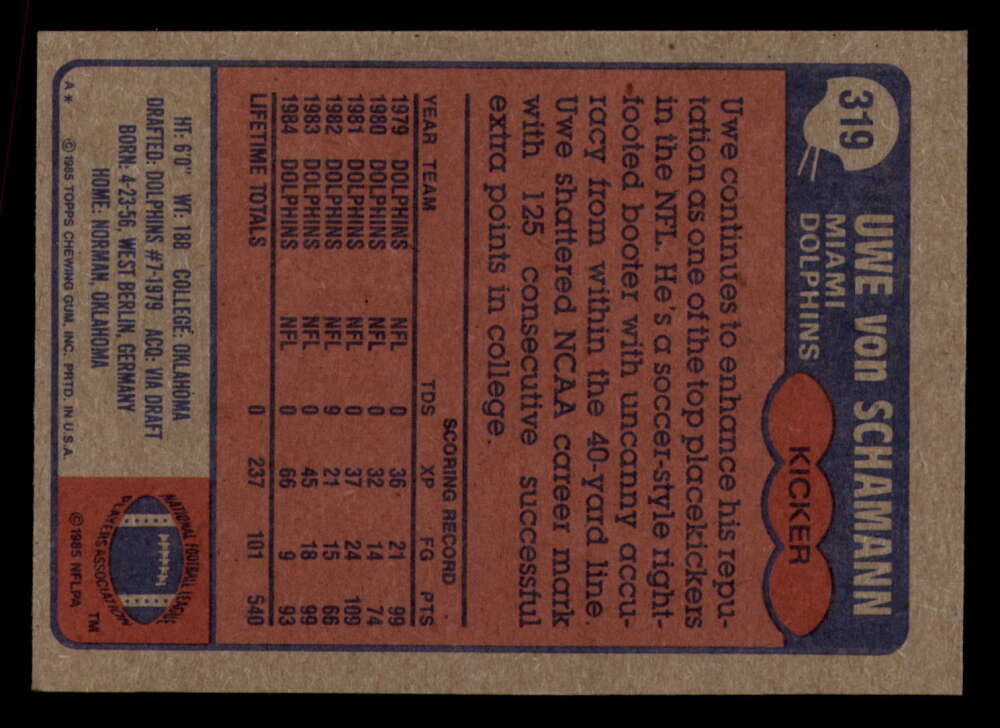 319
UWE von SCHAMANN
MIAMI
DOLPHINS
KICKER
Uwe continues to enhance his repu-
tation as one of the top placekickers
in the NFL. He's a soccer-style right-
footed booter with uncanny accu-
racy from within the 40-yard line.
Uwe shattered NCAA career mark
with 125 consecutive successful
extra points in college.
SCORING RECORD
YEAR TEAM TDS XP FG PTS
1979 DOLPHINS NFL 0 36 21 99
1980 DOLPHINS NFL 0 32 14 74
1981 DOLPHINS 0 37 24 109
1982 DOLPHINS 9 21 15 66
1983 DOLPHINS NFL 45 18 99
1984 DOLPHINS NFL 66 9 93
LIFETIME TOTALS 0 237 101 540
HT: 6'0" WT: 188 COLLEGE: OKLAHOMA
DRAFTED: DOLPHINS #7-1979 ACQ: VIA DRAFT
BORN: 4-23-56, WEST BERLIN, GERMANY
HOME: NORMAN, OKLAHOMA
A* © 1985 TOPPS CHEWING GUM, INC. PRTD. IN U.S.A.
NATIONAL FOOTBALL LEAGUE
PLAYERS ASSOCIATION
TM
© 1985 NFLPA